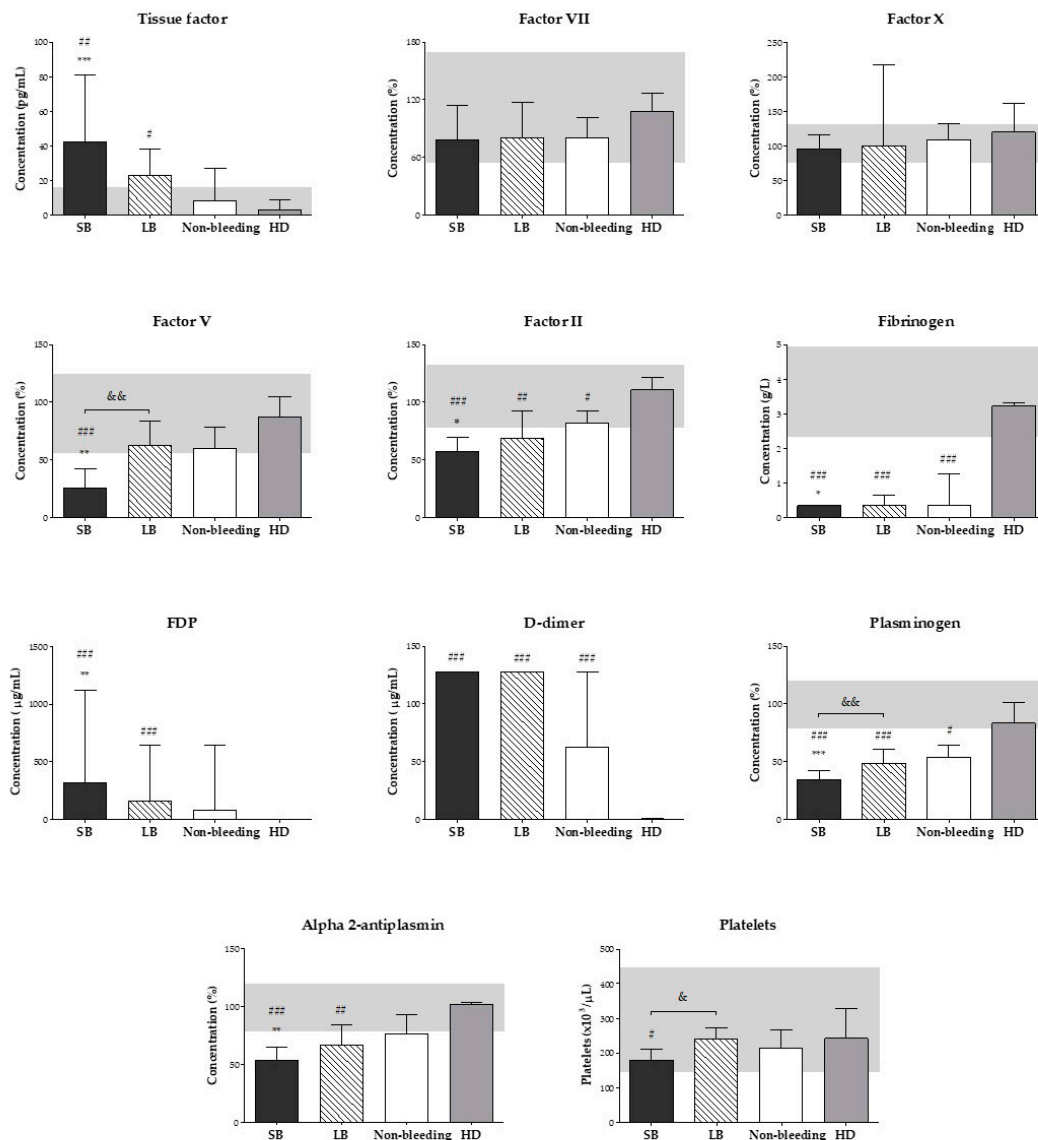 Tissue factor
Concentration (pg/mL)
100
80
60
40
20
0
##
***
#
SB LB Non-bleeding HD
Factor VII
Concentration (%)
180
120
60
0
SB LB Non-bleeding HD
Factor X
Concentration (%)
250
200
150
100
50
0
SB LB Non-bleeding HD
Factor V
Concentration (%)
150
100
50
0
&&
###
**
SB LB Non-bleeding HD
Factor II
Concentration (%)
150
100
50
0
###
*
##
#
SB LB Non-bleeding HD
Fibrinogen
Concentration (g/L)
5
4
3
2
1
0
###
*
###
###
SB LB Non-bleeding HD
FDP
Concentration (µg/mL)
1500
1000
500
0
###
**
###
SB LB Non-bleeding HD
D-dimer
Concentration (µg/mL)
150
100
50
0
### ### ###
SB LB Non-bleeding HD
Plasminogen
Concentration (%)
150
100
50
0
&&
###
***
###
#
SB LB Non-bleeding HD
Alpha 2-antiplasmin
Concentration (%)
150
100
50
0
###
**
##
SB LB Non-bleeding HD
Platelets
Platelets (x10³/µL)
500
400
300
200
100
0
&
#
SB LB Non-bleeding HD